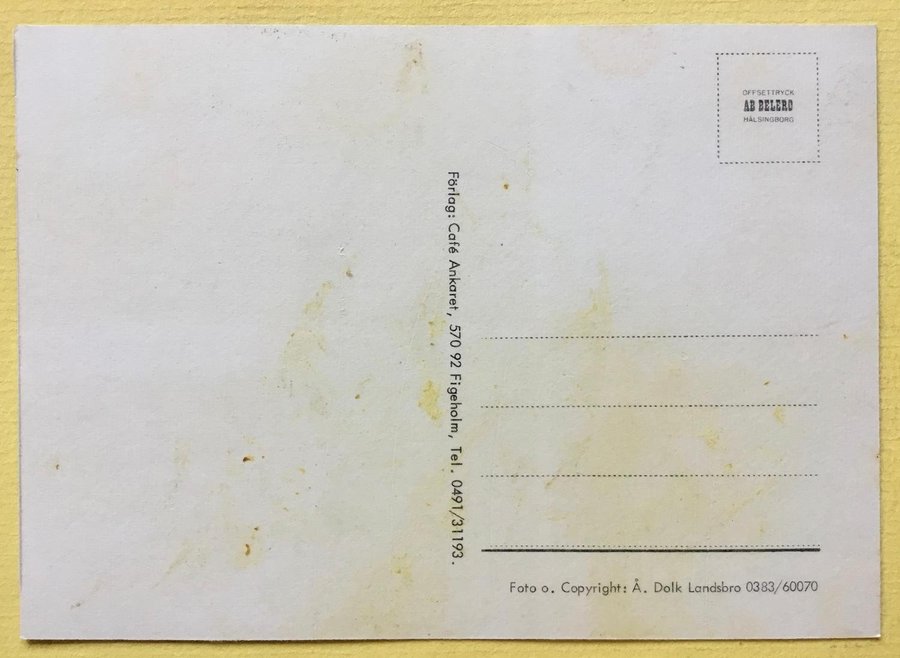 OFFSETTRYCK
AB BELERO
HÄLSINGBORG
Förlag: Café Ankaret, 570 92 Figeholm, Tel. 0491/31193.
Foto o. Copyright: Å. Dolk Landsbro 0383/60070